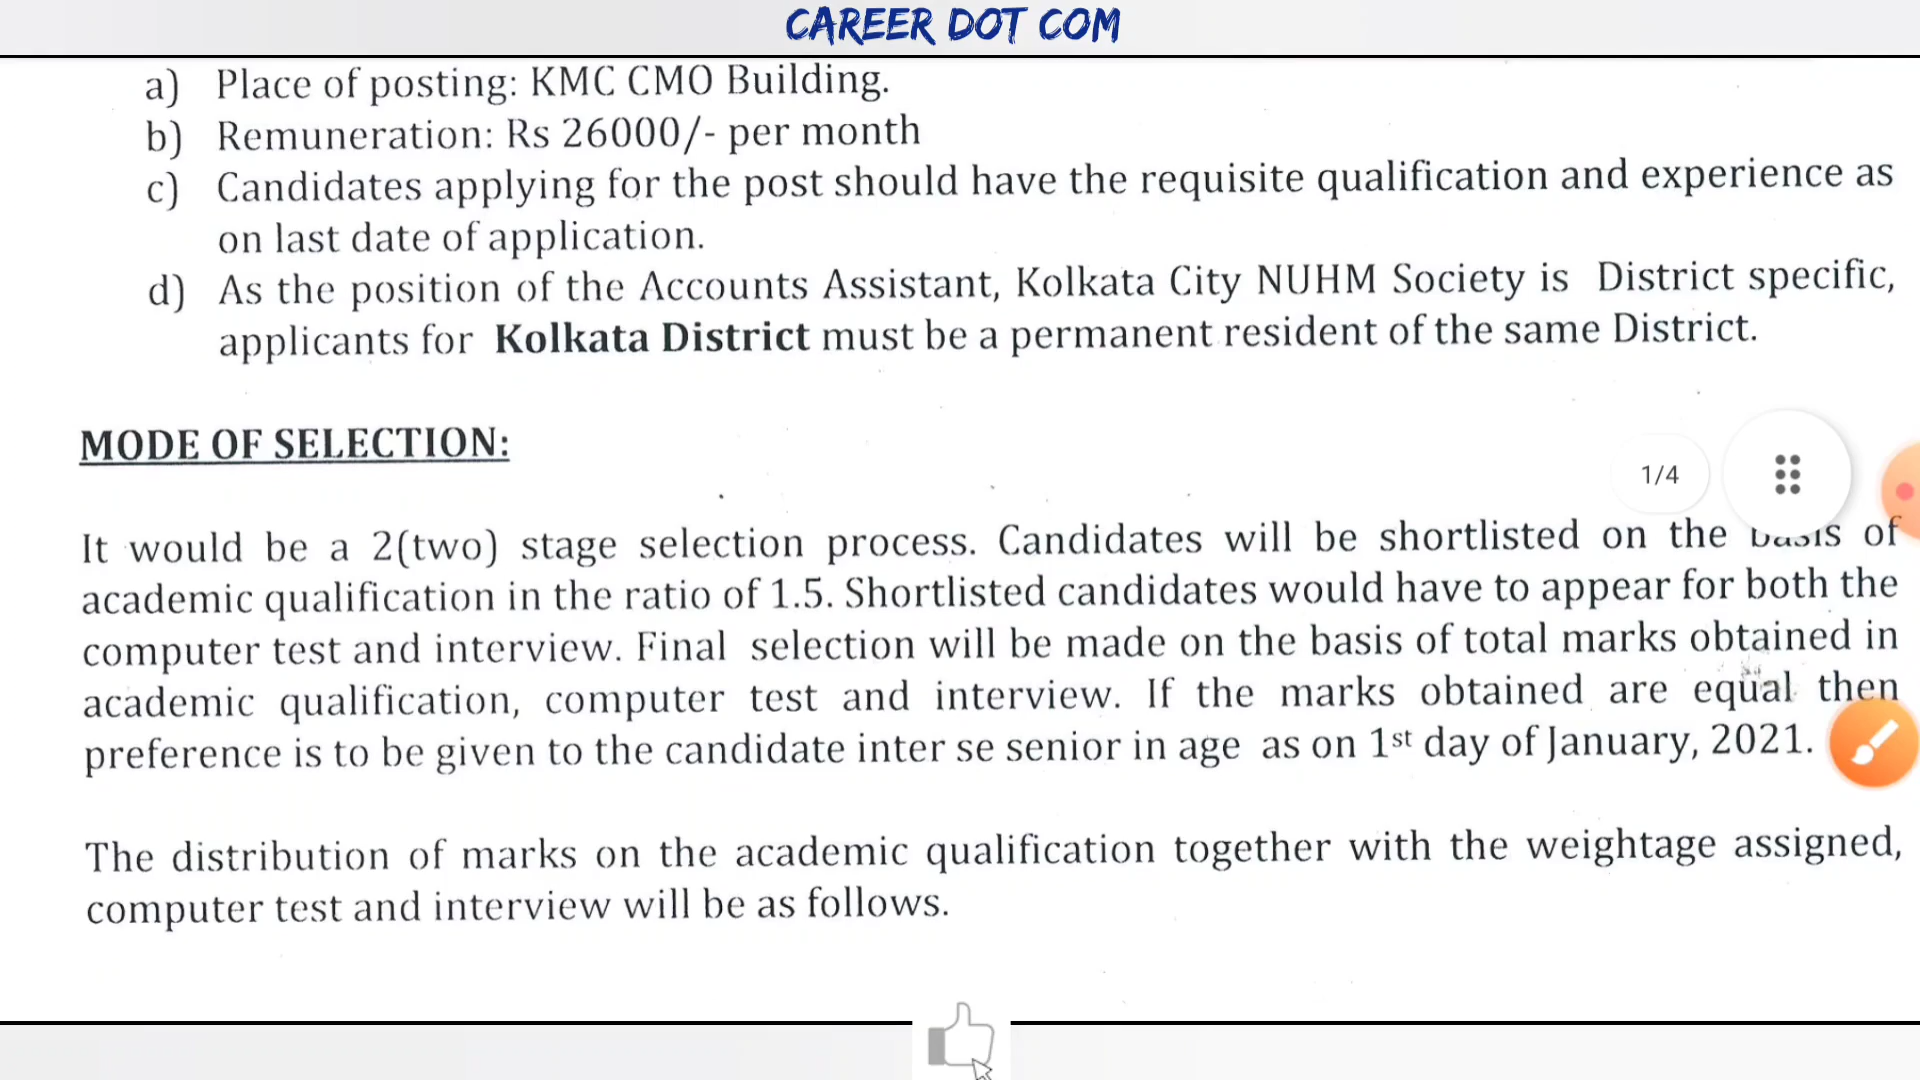 CAREER DOT COM
a) Place of posting: KMC CMO Building.
b) Remuneration: Rs 26000/- per month
c) Candidates applying for the post should have the requisite qualification and experience as
on last date of application.
d) As the position of the Accounts Assistant, Kolkata City NUHM Society is District specific,
applicants for Kolkata District must be a permanent resident of the same District.
MODE OF SELECTION:
1/4
It would be a 2(two) stage selection process. Candidates will be shortlisted on the basis of
academic qualification in the ratio of 1.5. Shortlisted candidates would have to appear for both the
computer test and interview. Final selection will be made on the basis of total marks obtained in
academic qualification, computer test and interview. If the marks obtained are equal then
preference is to be given to the candidate inter se senior in age as on 1st day of January, 2021.
The distribution of marks on the academic qualification together with the weightage assigned,
computer test and interview will be as follows.